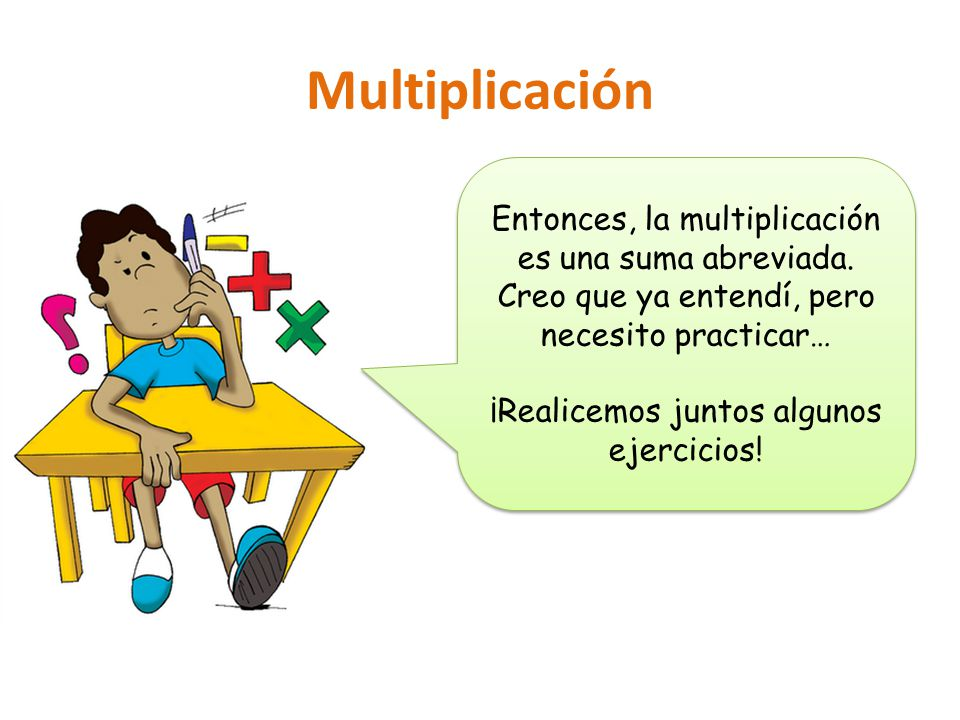 Multiplicación
Entonces, la multiplicación
es una suma abreviada.
Creo que ya entendí, pero
necesito practicar…
¡Realicemos juntos algunos
ejercicios!